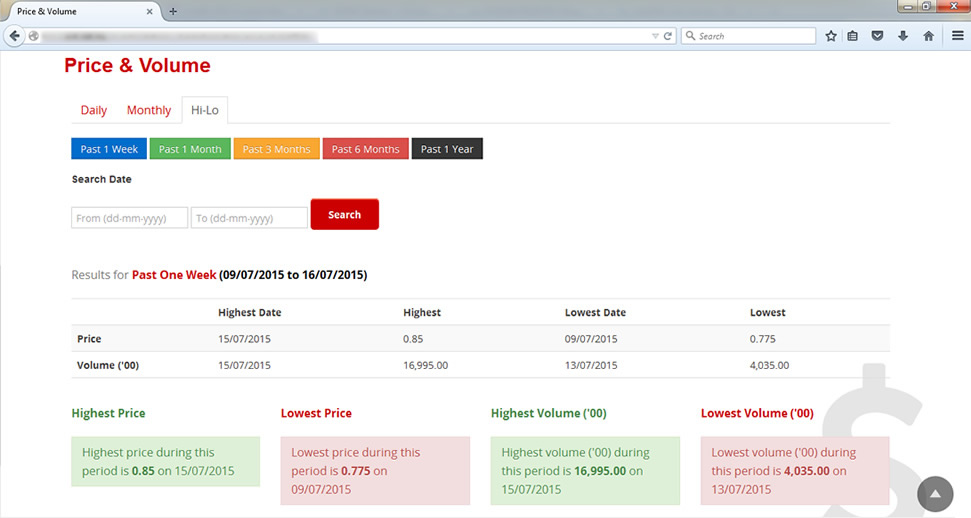 Price & Volume
Search
Price & Volume
Daily Monthly Hi-Lo
Past 1 Week Past 1 Month Past 3 Months Past 6 Months Past 1 Year
Search Date
From (dd-mm-yyyy) To (dd-mm-yyyy) Search
Results for Past One Week (09/07/2015 to 16/07/2015)
Highest Date Highest Lowest Date Lowest
Price 15/07/2015 0.85 09/07/2015 0.775
Volume ('00) 15/07/2015 16,995.00 13/07/2015 4,035.00
Highest Price Lowest Price Highest Volume ('00) Lowest Volume ('00)
Highest price during this
period is 0.85 on 15/07/2015
Lowest price during this
period is 0.775 on
09/07/2015
Highest volume ('00) during
this period is 16,995.00 on
15/07/2015
Lowest volume ('00) during
this period is 4,035.00 on
13/07/2015
$